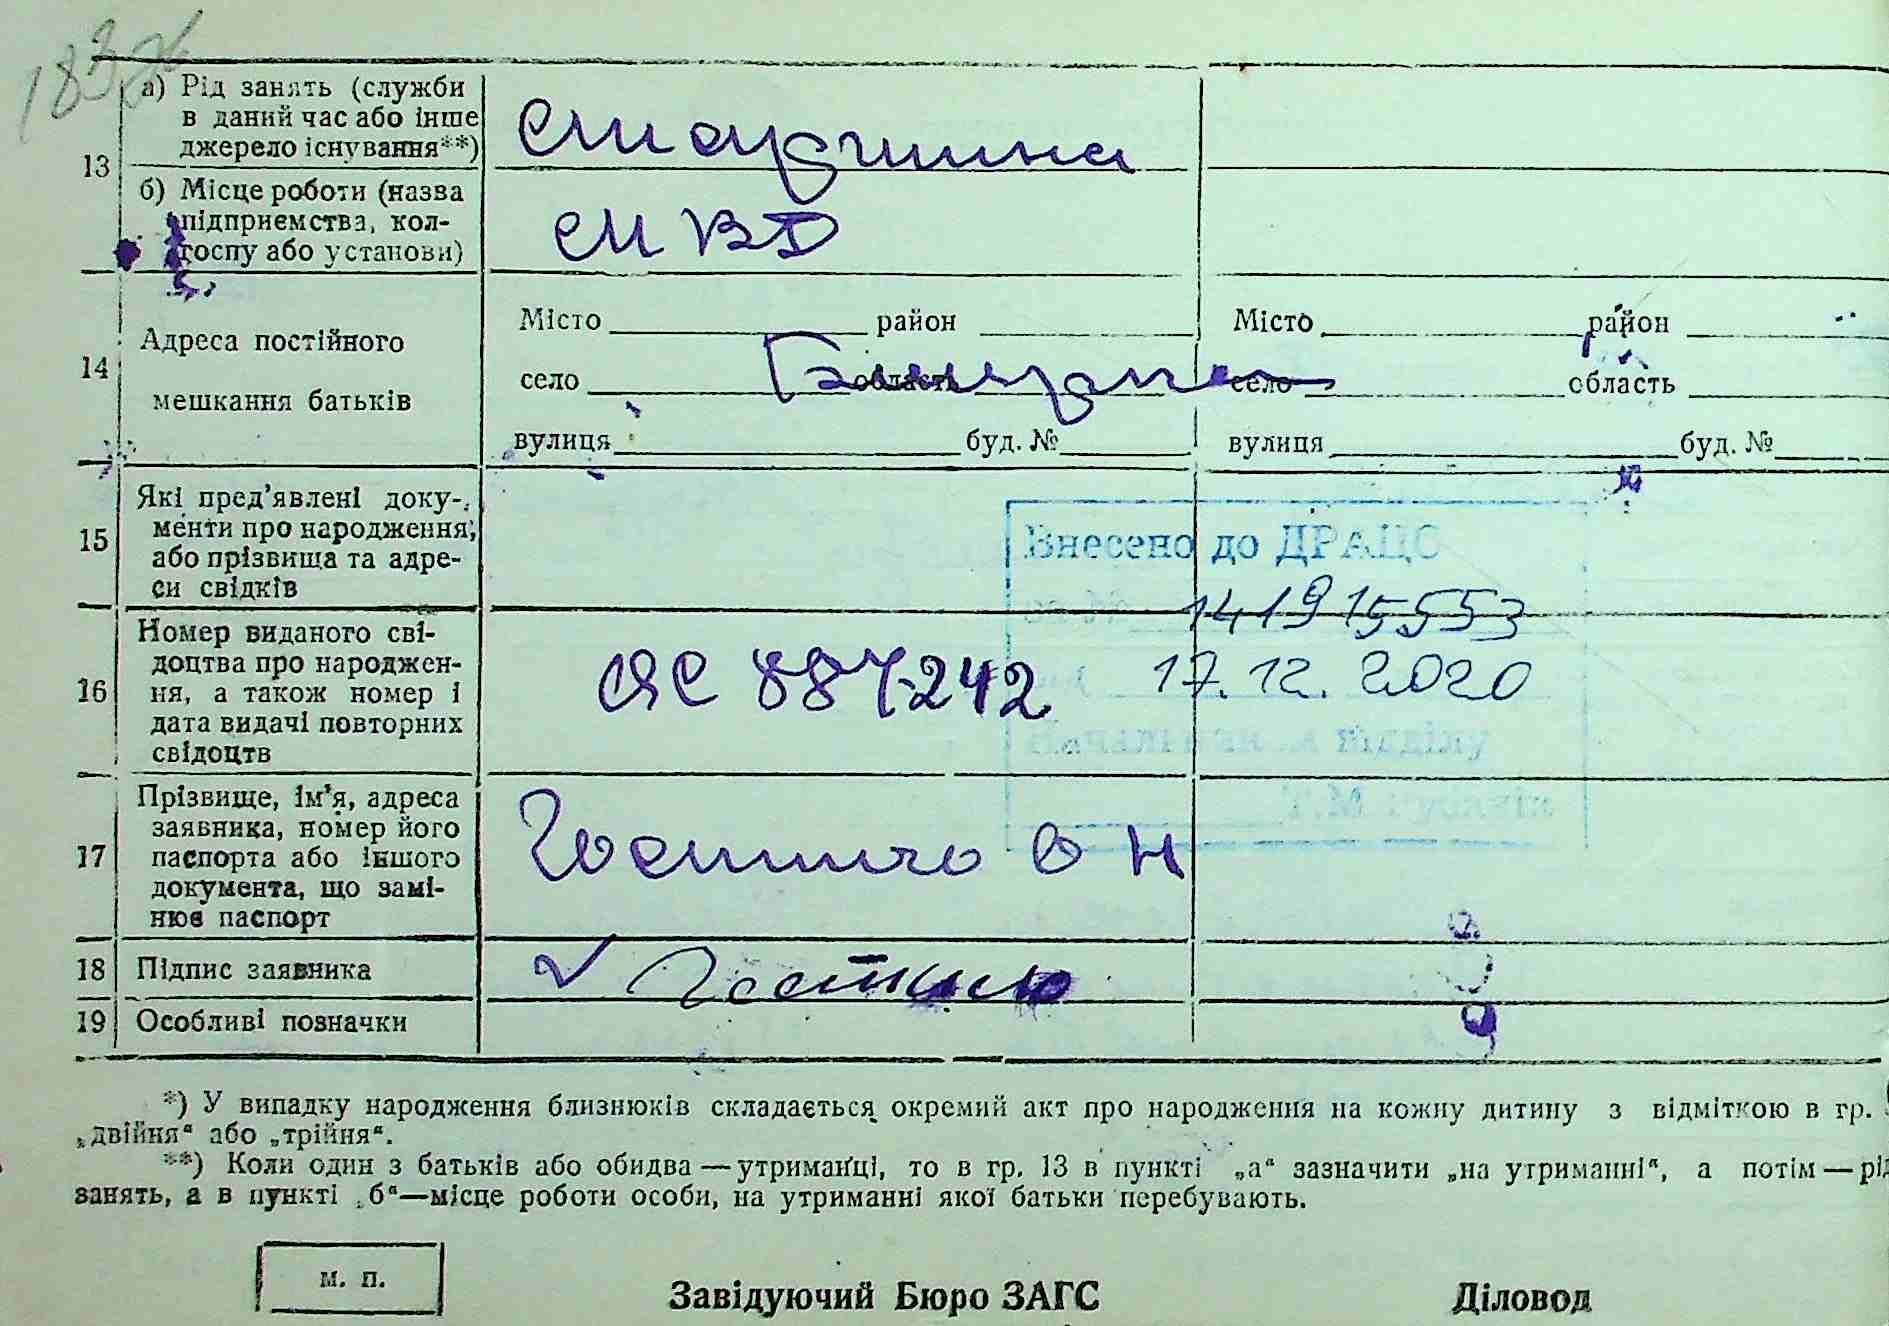 а) Рід занять (служби
в даний час або інше
джерело існування**)
13
б) Місце роботи (назва
підприємства, кол-
госпу або установи)
МВД
14
Адреса постійного
мешкання батьків
Місто район
село область
вулиця буд. №
Місто район
село область
вулиця буд. №
15
Які пред'явлені доку-
менти про народження,
або прізвища та адре-
си свідків
Внесено до ДРАЦС
за № 141915553
від 17.12.2020
Начальник відділу
Т.М
16
Номер виданого сві-
доцтва про народжен-
ня, а також номер і
дата видачі повторних
свідоцтв
ЯС 887242
17
Прізвище, ім'я, адреса
заявника, номер його
паспорта або іншого
документа, що замі-
нює паспорт
О Н
18 Підпис заявника
19 Особливі позначки
*) У випадку народження близнюків складається окремий акт про народження на кожну дитину з відміткою в гр.
„двійня“ або „трійня“.
**) Коли один з батьків або обидва — утриманці, то в гр. 13 в пункті „а“ зазначити „на утриманні“, а потім — рід
занять, а в пункті „б“—місце роботи особи, на утриманні якої батьки перебувають.
м. п.
Завідуючий Бюро ЗАГС Діловод